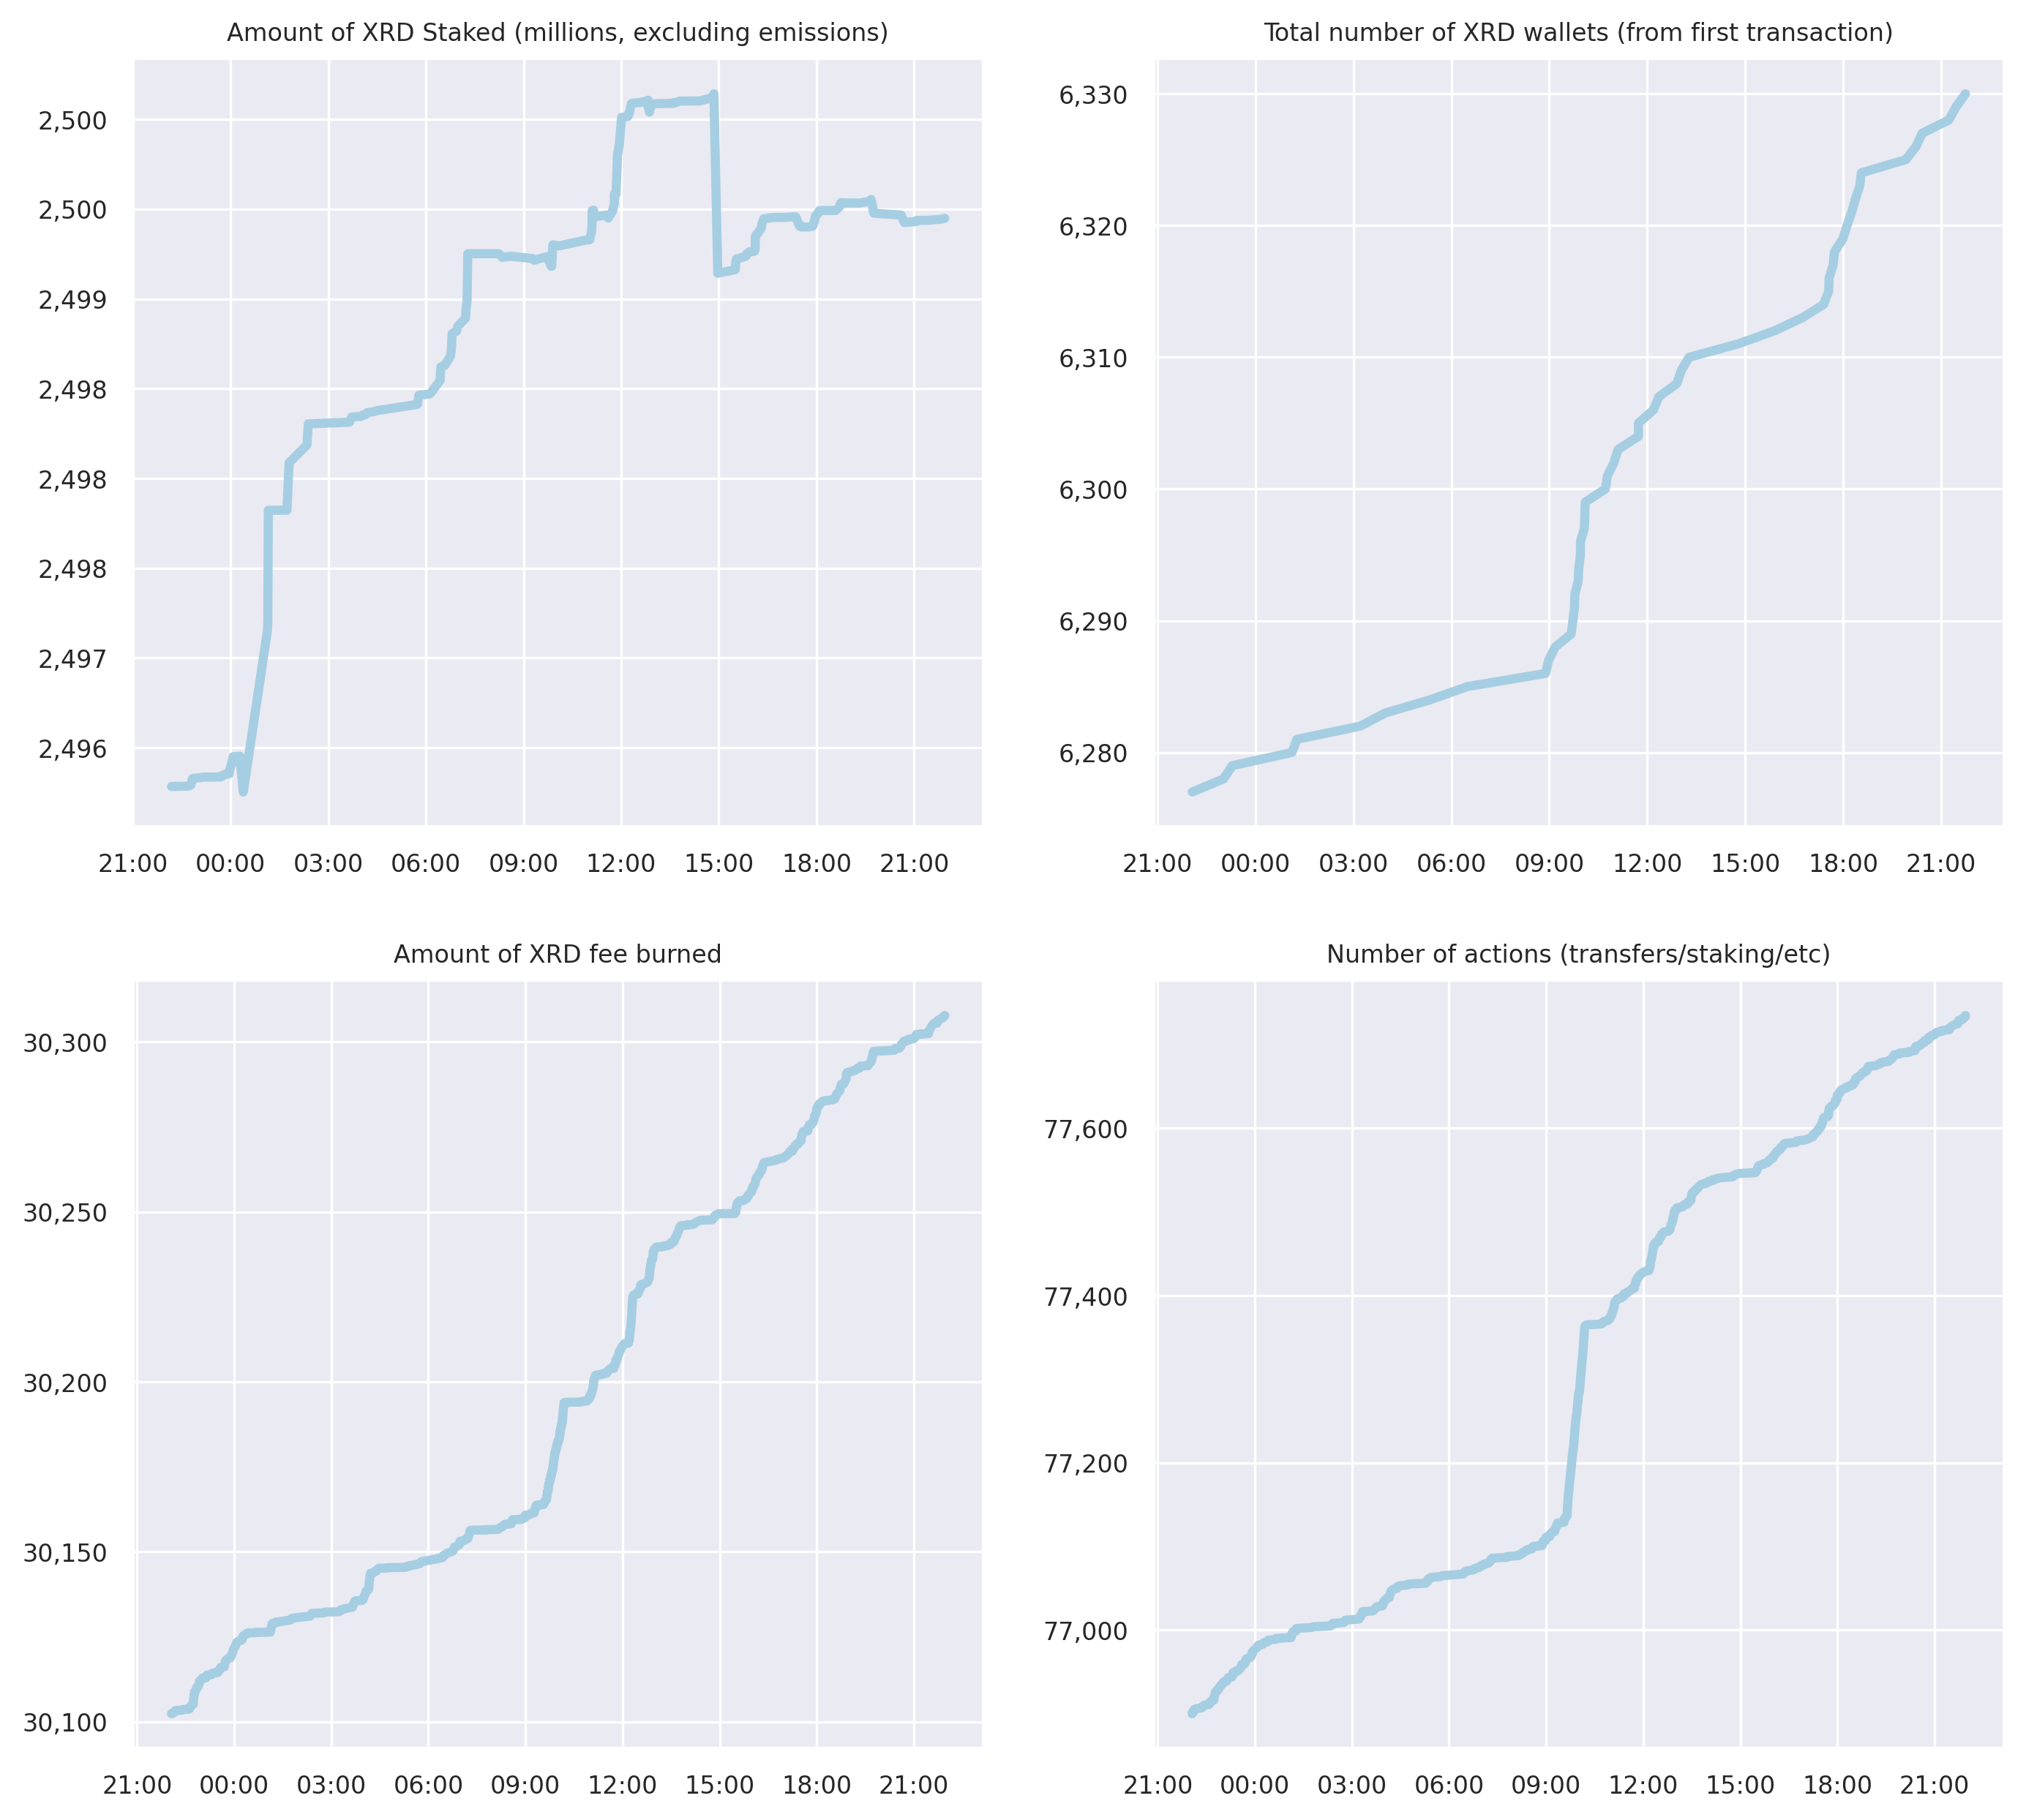 Amount of XRD Staked (millions, excluding emissions)
2,500
2,500
2,499
2,498
2,498
2,498
2,497
2,496
21:00 00:00 03:00 06:00 09:00 12:00 15:00 18:00 21:00
Total number of XRD wallets (from first transaction)
6,330
6,320
6,310
6,300
6,290
6,280
21:00 00:00 03:00 06:00 09:00 12:00 15:00 18:00 21:00
Amount of XRD fee burned
30,300
30,250
30,200
30,150
30,100
21:00 00:00 03:00 06:00 09:00 12:00 15:00 18:00 21:00
Number of actions (transfers/staking/etc)
77,600
77,400
77,200
77,000
21:00 00:00 03:00 06:00 09:00 12:00 15:00 18:00 21:00